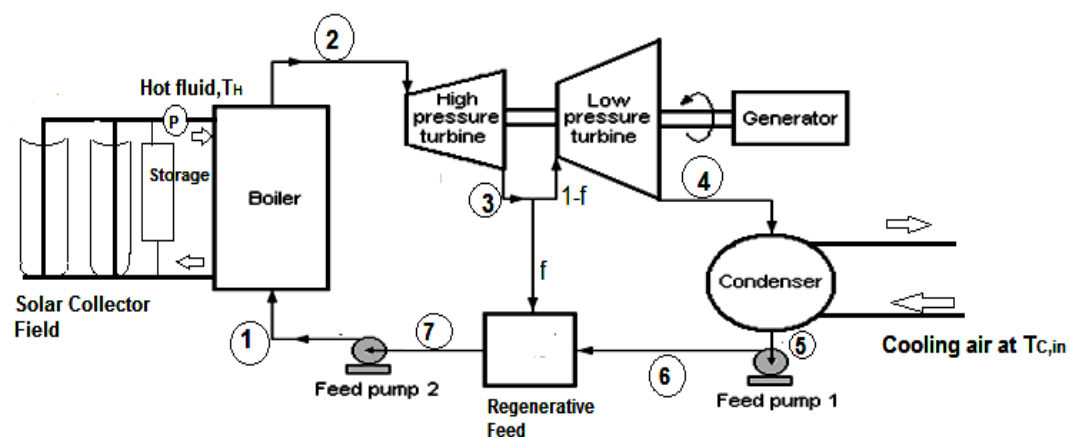 2
Hot fluid,TH
P
Storage
Boiler
High
pressure
turbine
Low
pressure
turbine
Generator
3
1-f
4
f
Condenser
Solar Collector
Field
1
7
Feed pump 2
Regenerative
Feed
6
5
Feed pump 1
Cooling air at TC,in